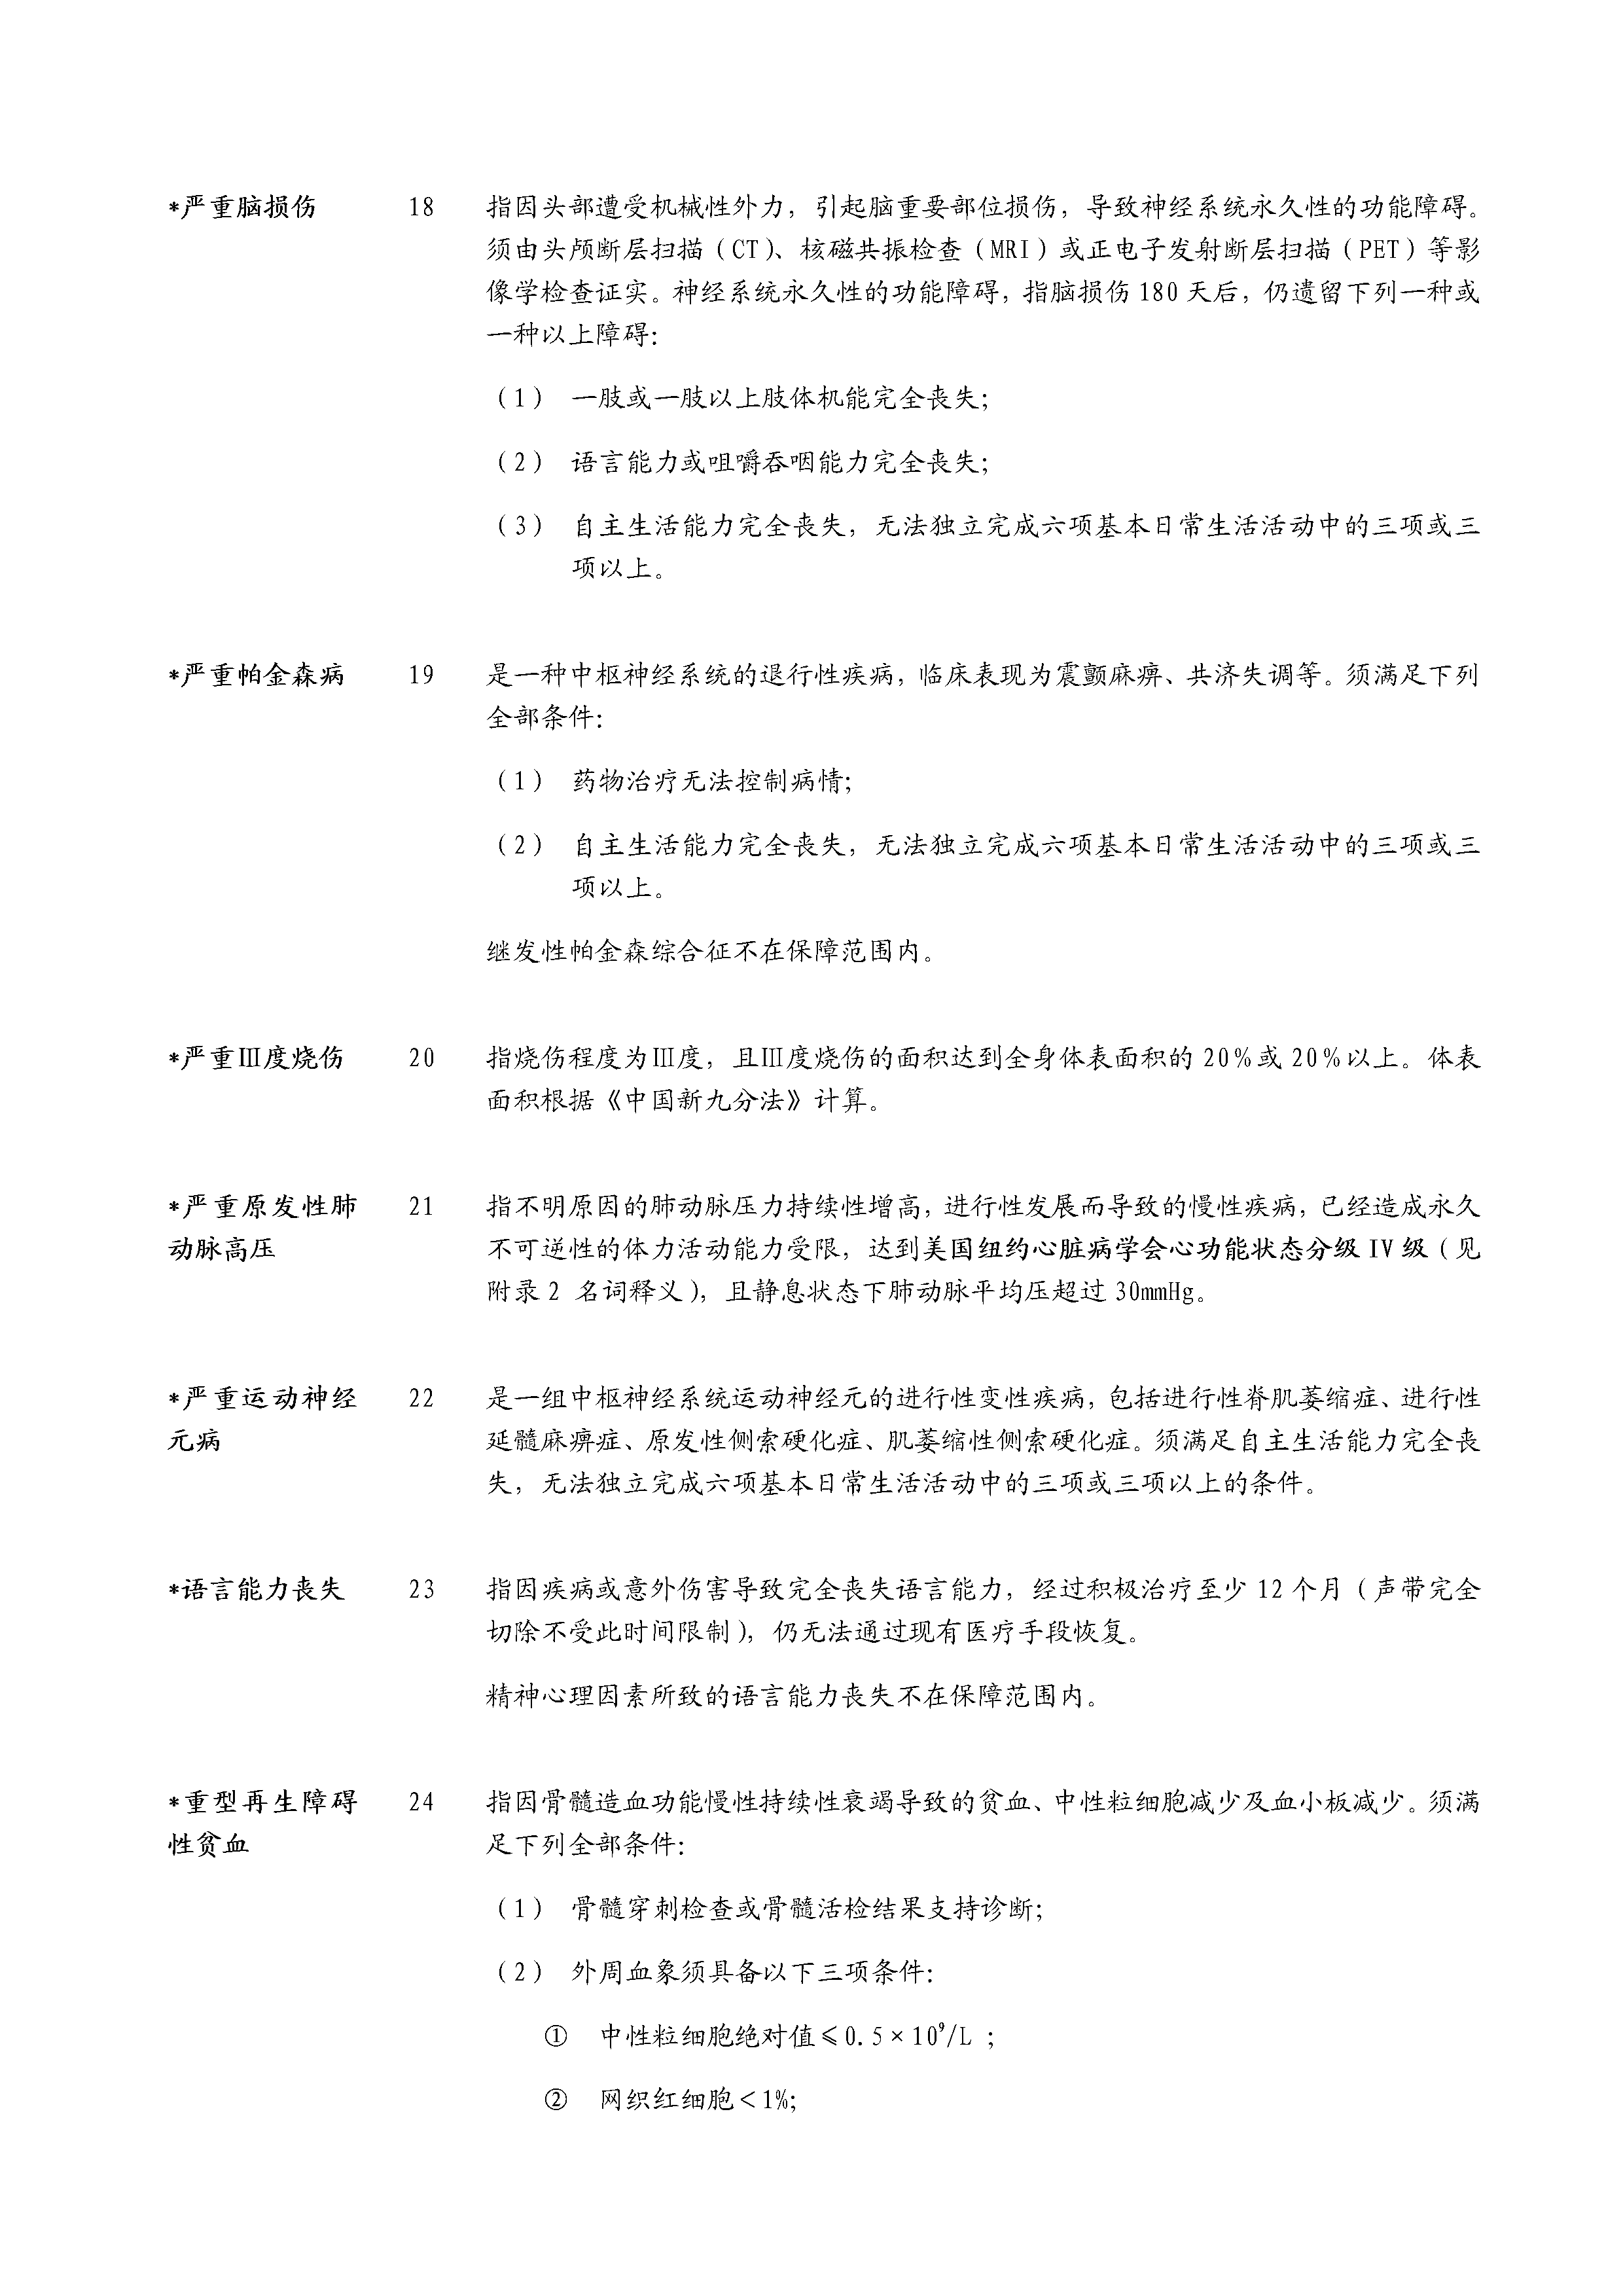 *严重脑损伤 18 指因头部遭受机械性外力，引起脑重要部位损伤，导致神经系统永久性的功能障碍。
须由头颅断层扫描（CT）、核磁共振检查（MRI）或正电子发射断层扫描（PET）等影
像学检查证实。神经系统永久性的功能障碍，指脑损伤 180 天后，仍遗留下列一种或
一种以上障碍：
（1） 一肢或一肢以上肢体机能完全丧失；
（2） 语言能力或咀嚼吞咽能力完全丧失；
（3） 自主生活能力完全丧失，无法独立完成六项基本日常生活活动中的三项或三
项以上。
*严重帕金森病 19 是一种中枢神经系统的退行性疾病，临床表现为震颤麻痹、共济失调等。须满足下列
全部条件：
（1） 药物治疗无法控制病情；
（2） 自主生活能力完全丧失，无法独立完成六项基本日常生活活动中的三项或三
项以上。
继发性帕金森综合征不在保障范围内。
*严重Ⅲ度烧伤 20 指烧伤程度为Ⅲ度，且Ⅲ度烧伤的面积达到全身体表面积的 20%或 20%以上。体表
面积根据《中国新九分法》计算。
*严重原发性肺 21 指不明原因的肺动脉压力持续性增高，进行性发展而导致的慢性疾病，已经造成永久
动脉高压 不可逆性的体力活动能力受限，达到美国纽约心脏病学会心功能状态分级 IV 级（见
附录 2 名词释义），且静息状态下肺动脉平均压超过 30mmHg。
*严重运动神经 22 是一组中枢神经系统运动神经元的进行性变性疾病，包括进行性脊肌萎缩症、进行性
元病 延髓麻痹症、原发性侧索硬化症、肌萎缩性侧索硬化症。须满足自主生活能力完全丧
失，无法独立完成六项基本日常生活活动中的三项或三项以上的条件。
*语言能力丧失 23 指因疾病或意外伤害导致完全丧失语言能力，经过积极治疗至少 12 个月（声带完全
切除不受此时间限制），仍无法通过现有医疗手段恢复。
精神心理因素所致的语言能力丧失不在保障范围内。
*重型再生障碍 24 指因骨髓造血功能慢性持续性衰竭导致的贫血、中性粒细胞减少及血小板减少。须满
性贫血 足下列全部条件：
（1） 骨髓穿刺检查或骨髓活检结果支持诊断；
（2） 外周血象须具备以下三项条件：
① 中性粒细胞绝对值≤0.5×10⁹/L ；
② 网织红细胞＜1%；